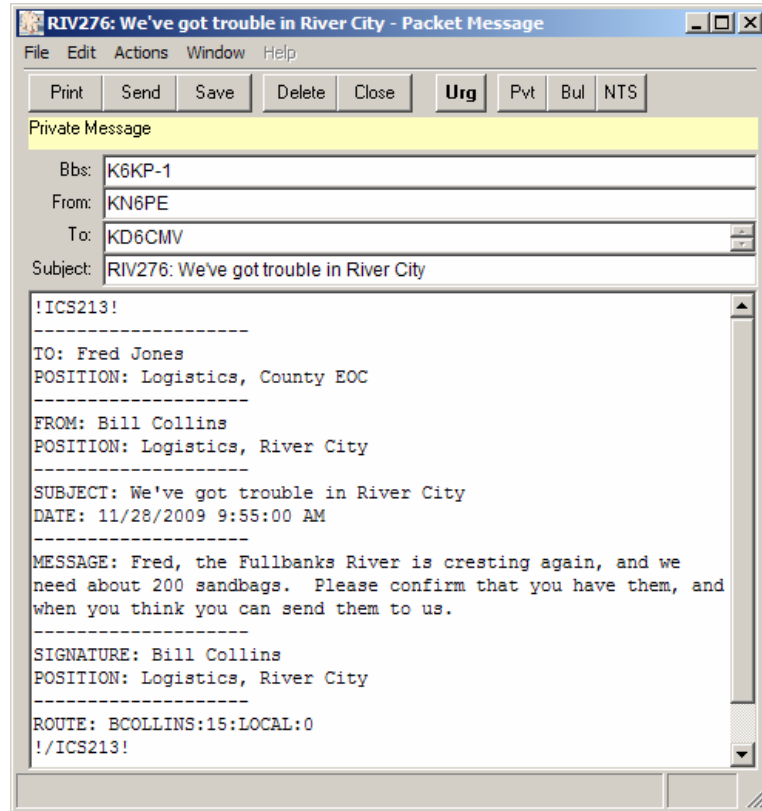 RIV276: We've got trouble in River City - Packet Message
File Edit Actions Window Help
Print Send Save Delete Close Urg Pvt Bul NTS
Private Message
Bbs: K6KP-1
From: KN6PE
To: KD6CMV
Subject: RIV276: We've got trouble in River City
!ICS213!
--------------------
TO: Fred Jones
POSITION: Logistics, County EOC
--------------------
FROM: Bill Collins
POSITION: Logistics, River City
--------------------
SUBJECT: We've got trouble in River City
DATE: 11/28/2009 9:55:00 AM
--------------------
MESSAGE: Fred, the Fullbanks River is cresting again, and we
need about 200 sandbags.  Please confirm that you have them, and
when you think you can send them to us.
--------------------
SIGNATURE: Bill Collins
POSITION: Logistics, River City
--------------------
ROUTE: BCOLLINS:15:LOCAL:0
!/ICS213!